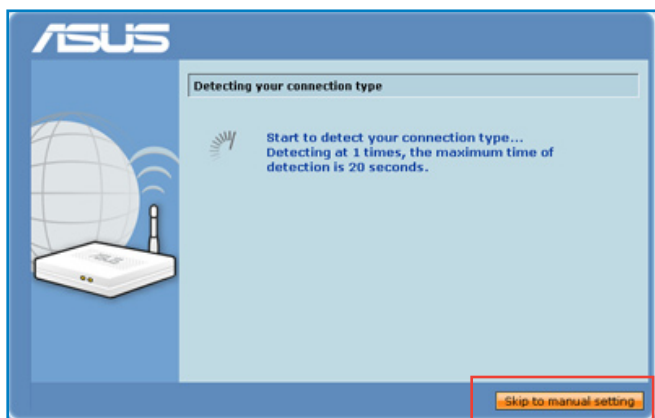 ASUS
Detecting your connection type
Start to detect your connection type...
Detecting at 1 times, the maximum time of
detection is 20 seconds.
ASUS
Skip to manual setting